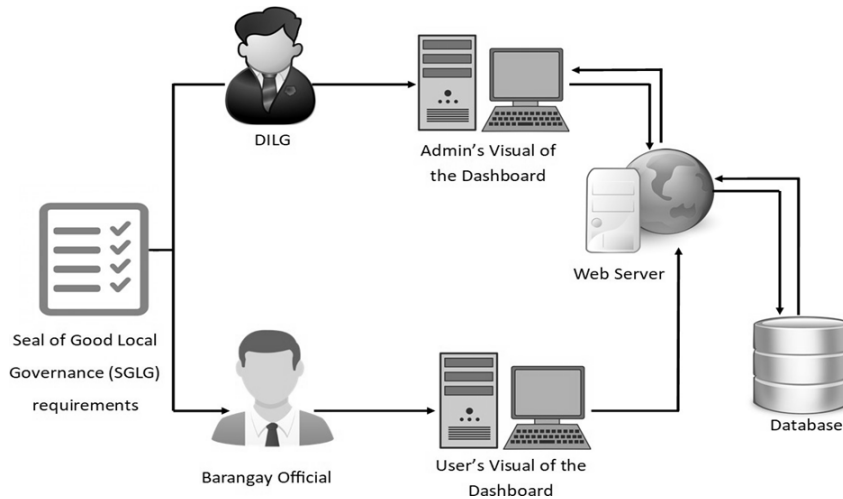 DILG
Admin's Visual of
the Dashboard
Seal of Good Local
Governance (SGLG)
requirements
Web Server
Barangay Official
User's Visual of the
Dashboard
Database